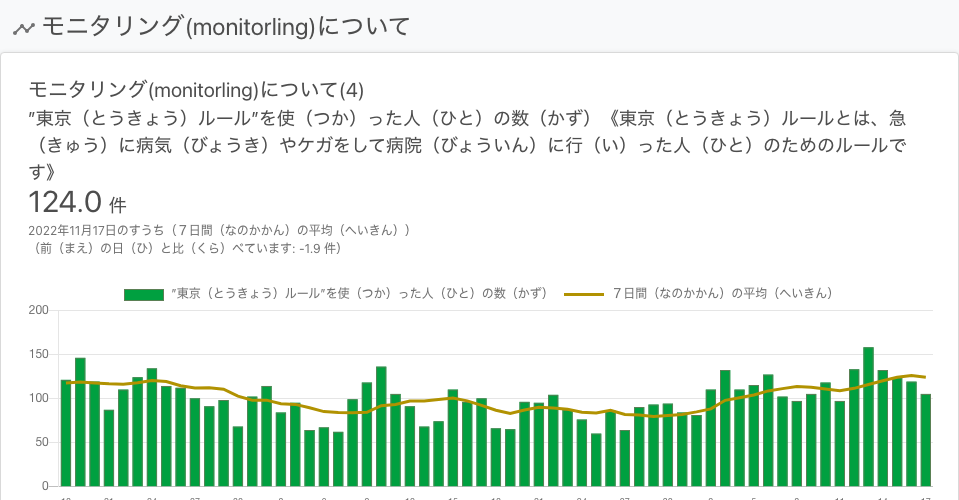 モニタリング(monitorling)について
モニタリング(monitorling)について(4)
”東京（とうきょう）ルール”を使（つか）った人（ひと）の数（かず）《東京（とうきょう）ルールとは、急
（きゅう）に病気（びょうき）やケガをして病院（びょういん）に行（い）った人（ひと）のためのルールで
す》
124.0 件
2022年11月17日のすうち（７日間（なのかかん）の平均（へいきん））
（前（まえ）の日（ひ）と比（くら）べています: -1.9 件）
”東京（とうきょう）ルール”を使（つか）った人（ひと）の数（かず） ７日間（なのかかん）の平均（へいきん）
200
150
100
50
0